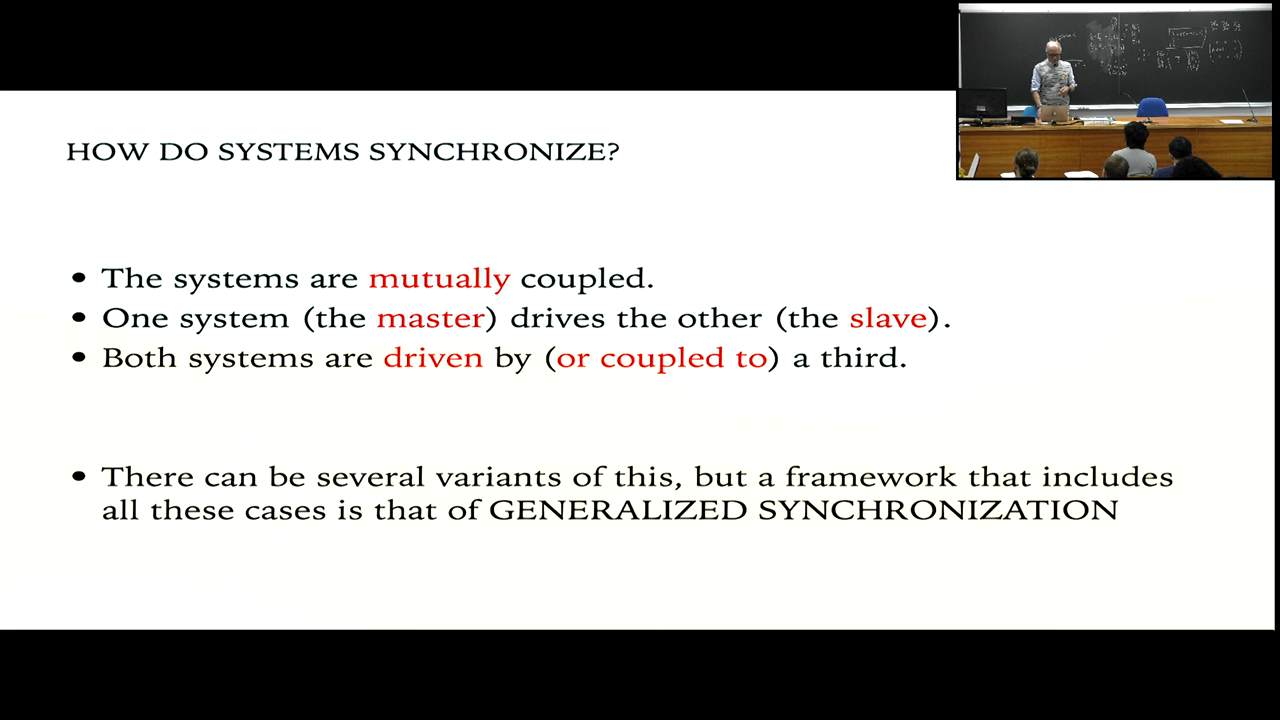 HOW DO SYSTEMS SYNCHRONIZE?
• The systems are mutually coupled.
• One system (the master) drives the other (the slave).
• Both systems are driven by (or coupled to) a third.
• There can be several variants of this, but a framework that includes
all these cases is that of GENERALIZED SYNCHRONIZATION